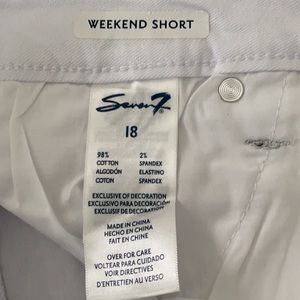 WEEKEND SHORT
Seven7
18
98% 2%
COTTON SPANDEX
ALGODÓN ELASTINO
COTON SPANDEX
EXCLUSIVE OF DECORATION
EXCLUSIVO PARA DECORACIÓN
EXCLUSIF DE DECORATION
MADE IN CHINA
HECHO EN CHINA
FAIT EN CHINE
OVER FOR CARE
VOLTEAR PARA CUIDADO
VOIR DIRECTIVES
D'ENTRETIEN AU VERSO